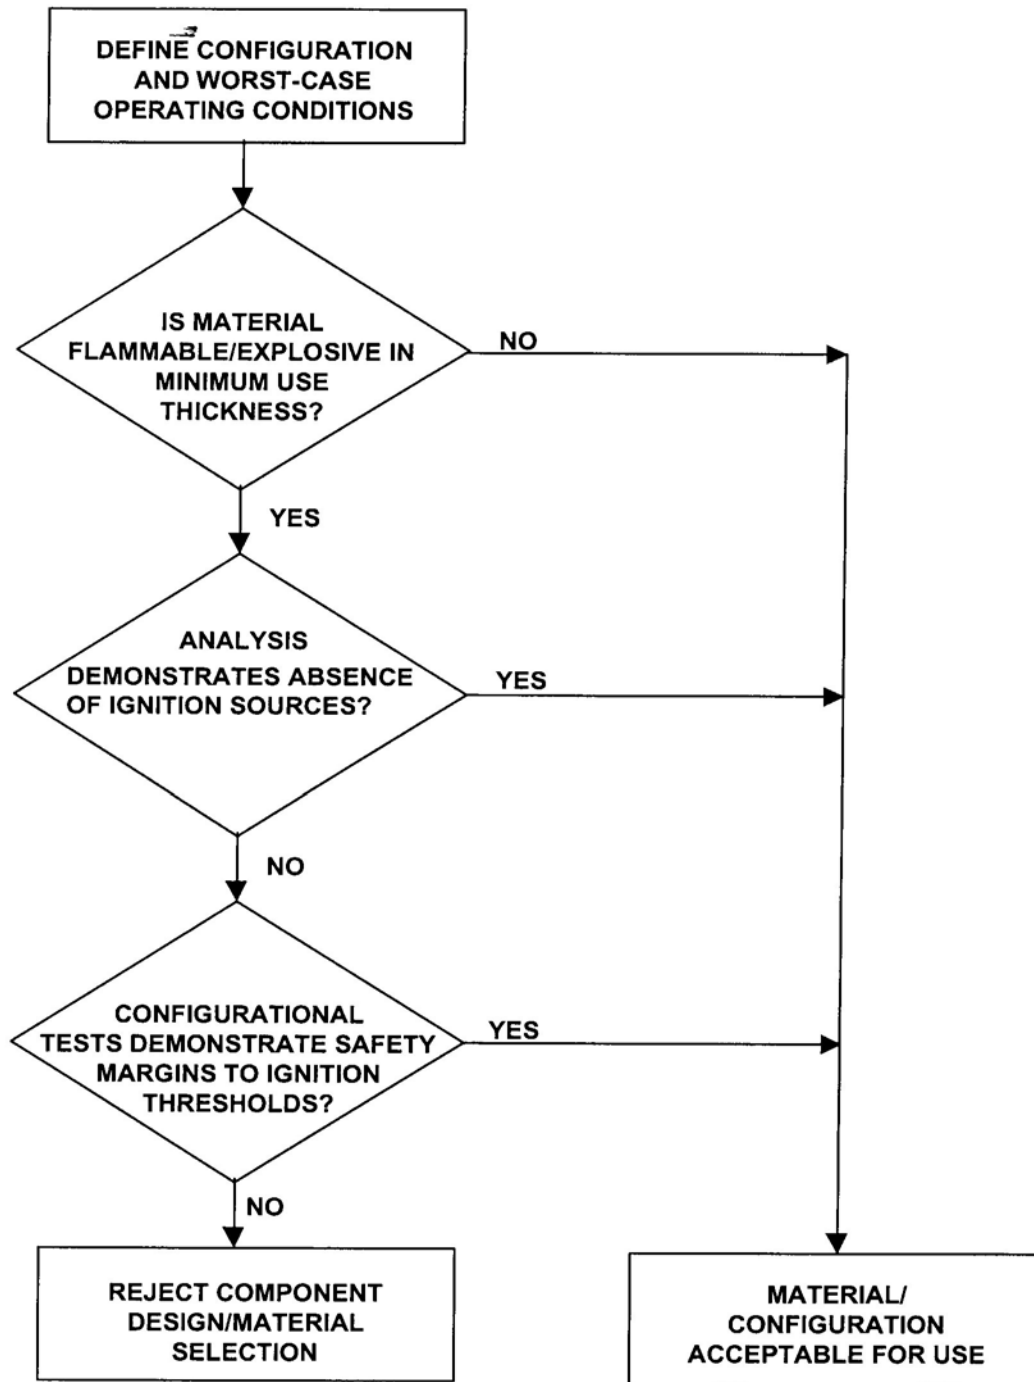 DEFINE CONFIGURATION
AND WORST-CASE
OPERATING CONDITIONS
IS MATERIAL
FLAMMABLE/EXPLOSIVE IN
MINIMUM USE
THICKNESS?
NO
YES
ANALYSIS
DEMONSTRATES ABSENCE
OF IGNITION SOURCES?
YES
NO
CONFIGURATIONAL
TESTS DEMONSTRATE SAFETY
MARGINS TO IGNITION
THRESHOLDS?
YES
NO
REJECT COMPONENT
DESIGN/MATERIAL
SELECTION
MATERIAL/
CONFIGURATION
ACCEPTABLE FOR USE